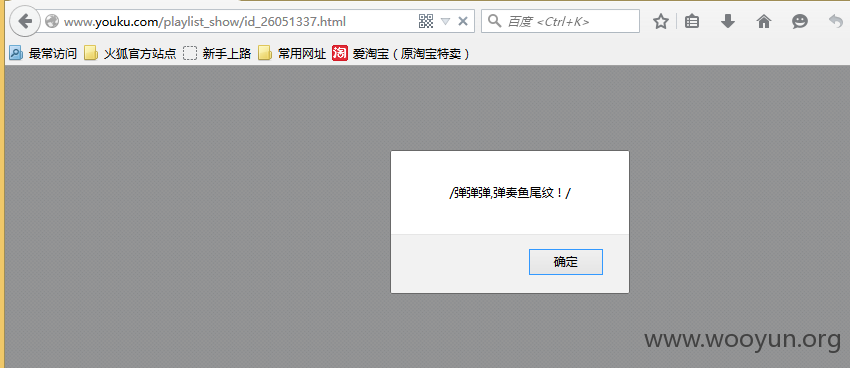 www.youku.com/playlist_show/id_26051337.html
百度 <Ctrl+K>
最常访问 火狐官方站点 新手上路 常用网址 淘 爱淘宝（原淘宝特卖）
/弹弹弹,弹奏鱼尾纹！/
确定
www.wooyun.org